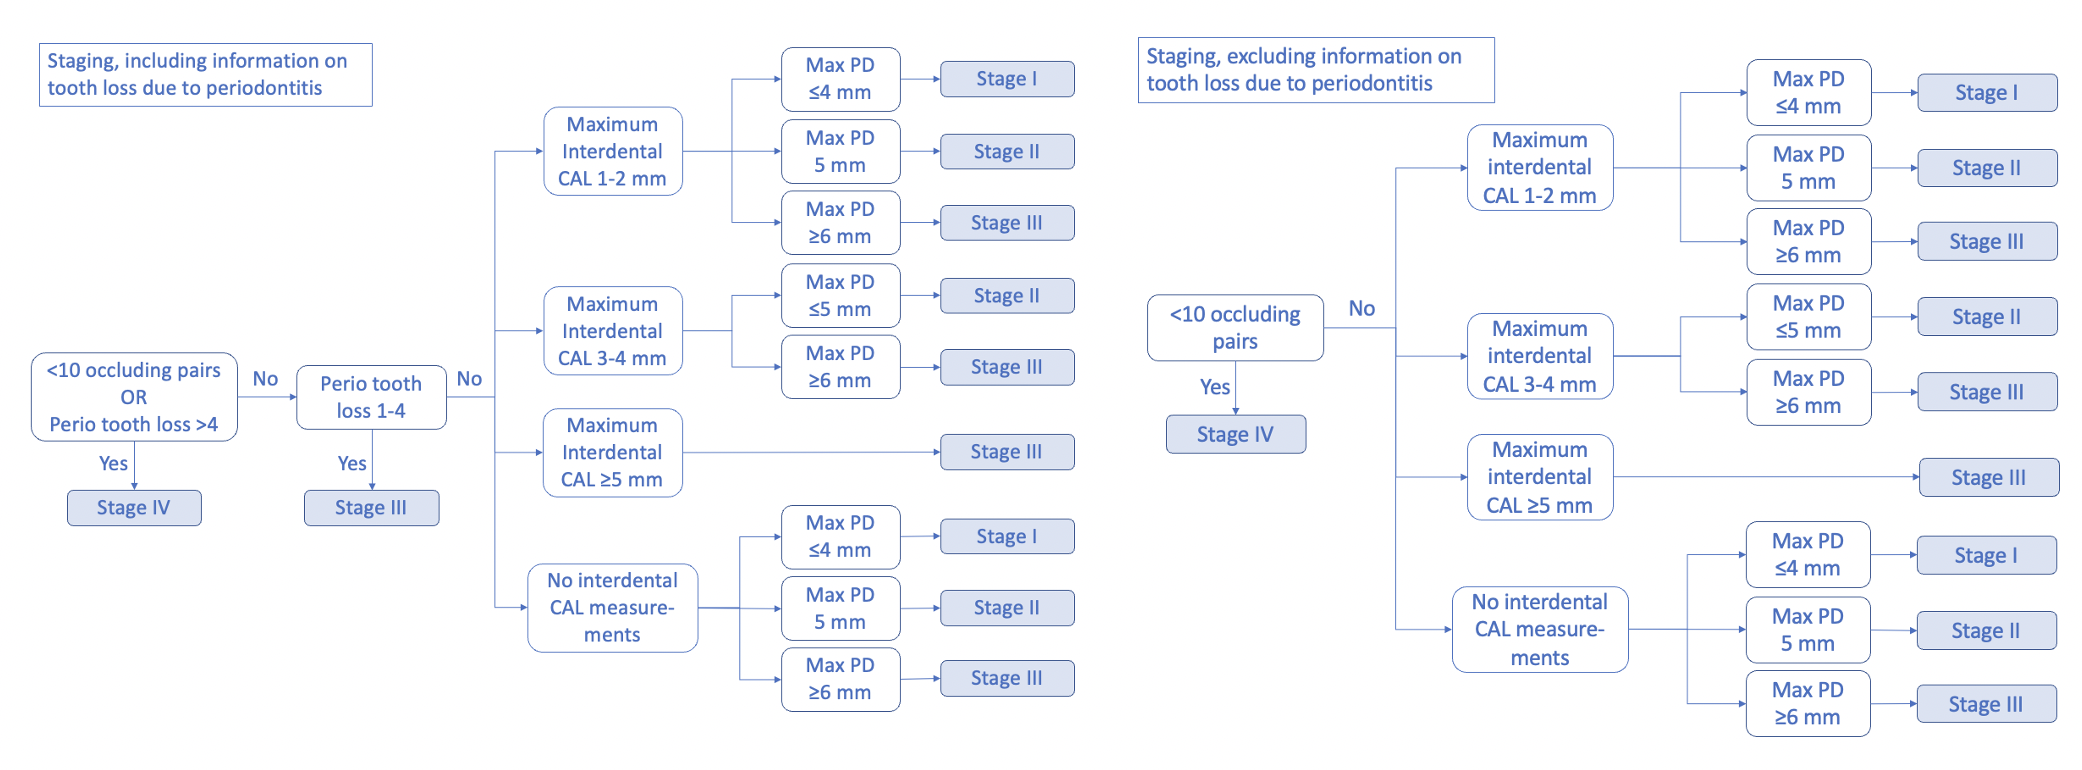 Staging, including information on
tooth loss due to periodontitis
<10 occluding pairs
OR
Perio tooth loss >4
No
Yes
Stage IV
Perio tooth
loss 1-4
No
Yes
Stage III
Maximum
Interdental
CAL 1-2 mm
Max PD
≤4 mm
Stage I
Max PD
5 mm
Stage II
Max PD
≥6 mm
Stage III
Maximum
Interdental
CAL 3-4 mm
Max PD
≤5 mm
Stage II
Max PD
≥6 mm
Stage III
Maximum
Interdental
CAL ≥5 mm
Stage III
No interdental
CAL measure-
ments
Max PD
≤4 mm
Stage I
Max PD
5 mm
Stage II
Max PD
≥6 mm
Stage III
Staging, excluding information on
tooth loss due to periodontitis
<10 occluding
pairs
No
Yes
Stage IV
Maximum
interdental
CAL 1-2 mm
Max PD
≤4 mm
Stage I
Max PD
5 mm
Stage II
Max PD
≥6 mm
Stage III
Maximum
interdental
CAL 3-4 mm
Max PD
≤5 mm
Stage II
Max PD
≥6 mm
Stage III
Maximum
interdental
CAL ≥5 mm
Stage III
No interdental
CAL measure-
ments
Max PD
≤4 mm
Stage I
Max PD
5 mm
Stage II
Max PD
≥6 mm
Stage III